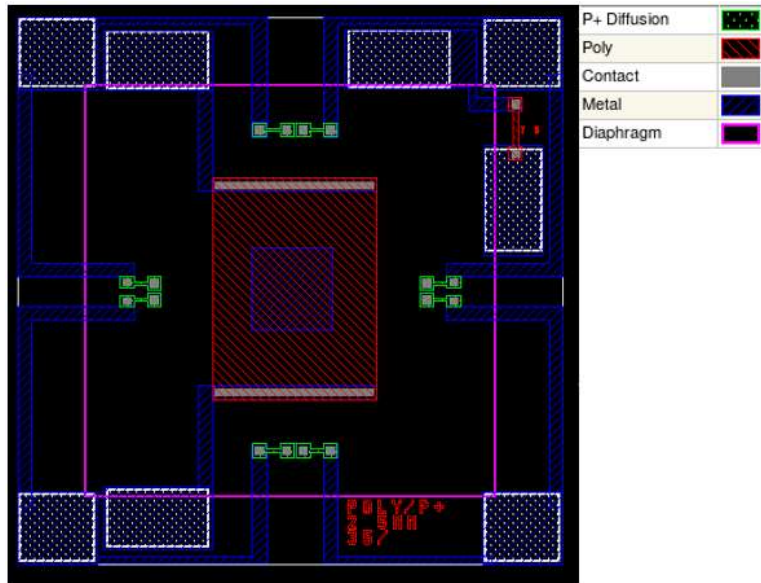 P+ Diffusion
Poly
Contact
Metal
Diaphragm
POLY/P+